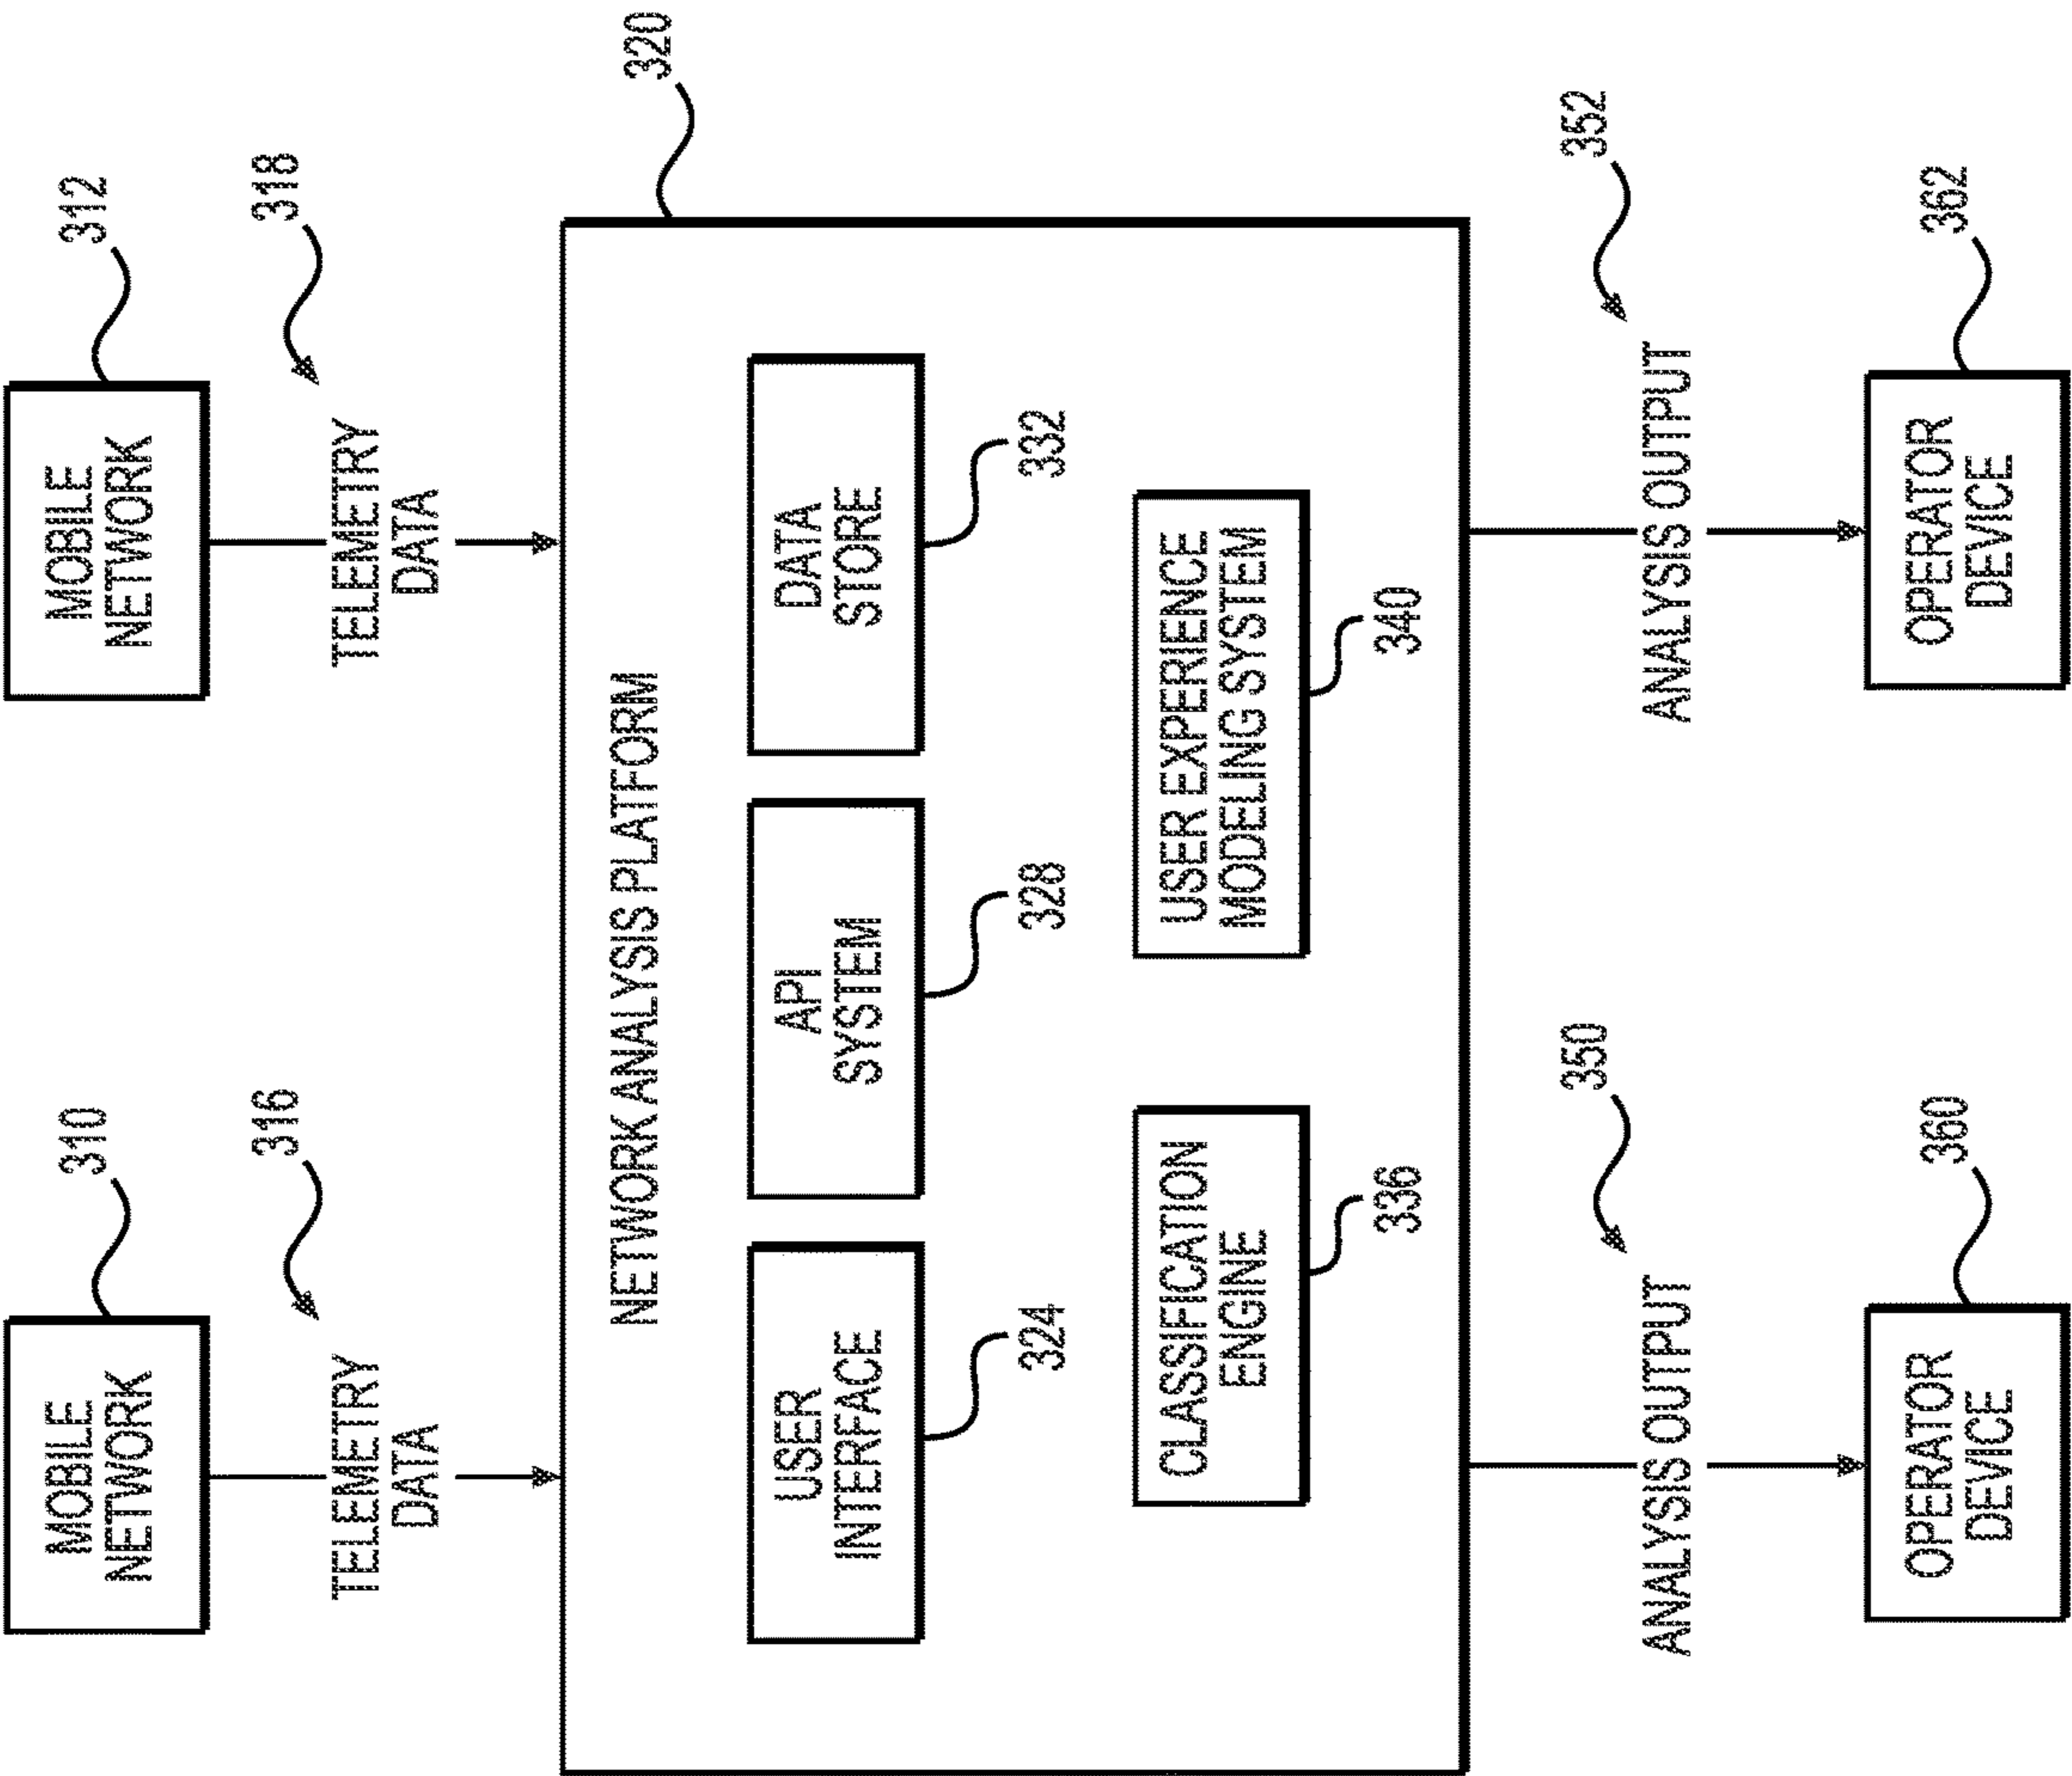 310
312
MOBILE
NETWORK
MOBILE
NETWORK
316
318
TELEMETRY
DATA
TELEMETRY
DATA
320
NETWORK ANALYSIS PLATFORM
USER
INTERFACE
API
SYSTEM
DATA
STORE
324
328
332
CLASSIFICATION
ENGINE
USER EXPERIENCE
MODELING SYSTEM
336
340
350
352
ANALYSIS OUTPUT
ANALYSIS OUTPUT
OPERATOR
DEVICE
360
OPERATOR
DEVICE
362